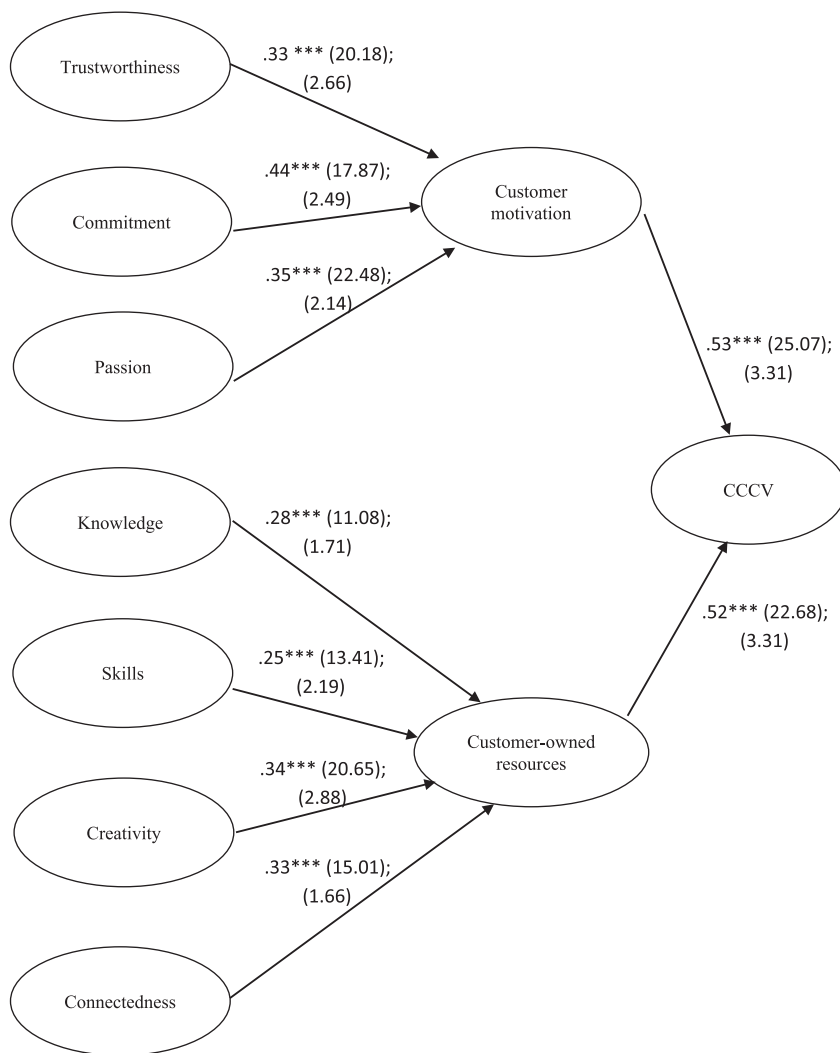 Trustworthiness
.33 *** (20.18);
(2.66)
Commitment
.44*** (17.87);
(2.49)
Customer
motivation
Passion
.35*** (22.48);
(2.14)
.53*** (25.07);
(3.31)
CCCV
Knowledge
.28*** (11.08);
(1.71)
.52*** (22.68);
(3.31)
Skills
.25*** (13.41);
(2.19)
Customer-owned
resources
Creativity
.34*** (20.65);
(2.88)
.33*** (15.01);
(1.66)
Connectedness